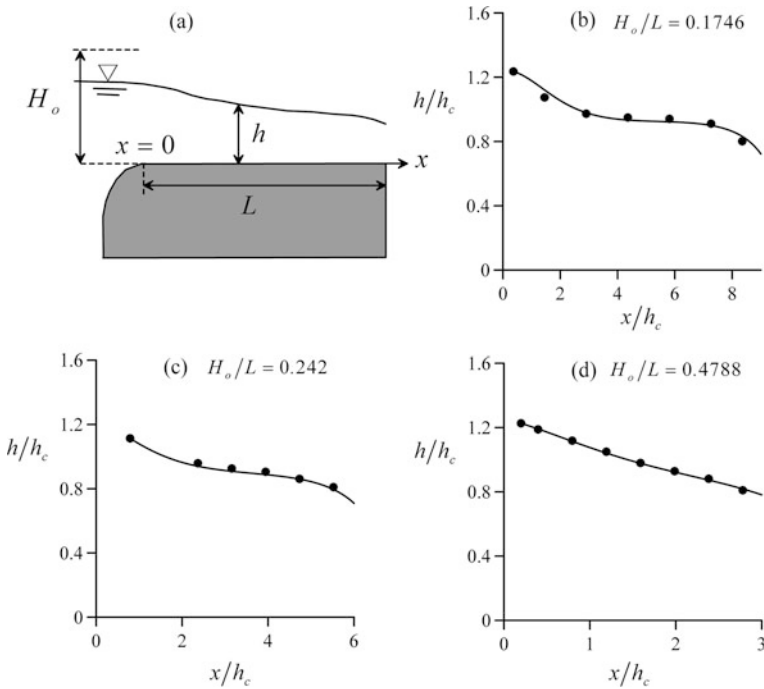 (a)
H_o
x = 0
h
x
L
(b) H_o/L = 0.1746
1.6
1.2
h/h_c
0.8
0.4
0
0 2 4 6 8
x/h_c
(c) H_o/L = 0.242
1.6
1.2
h/h_c
0.8
0.4
0
0 2 4 6
x/h_c
(d) H_o/L = 0.4788
1.6
1.2
h/h_c
0.8
0.4
0
0 1 2 3
x/h_c